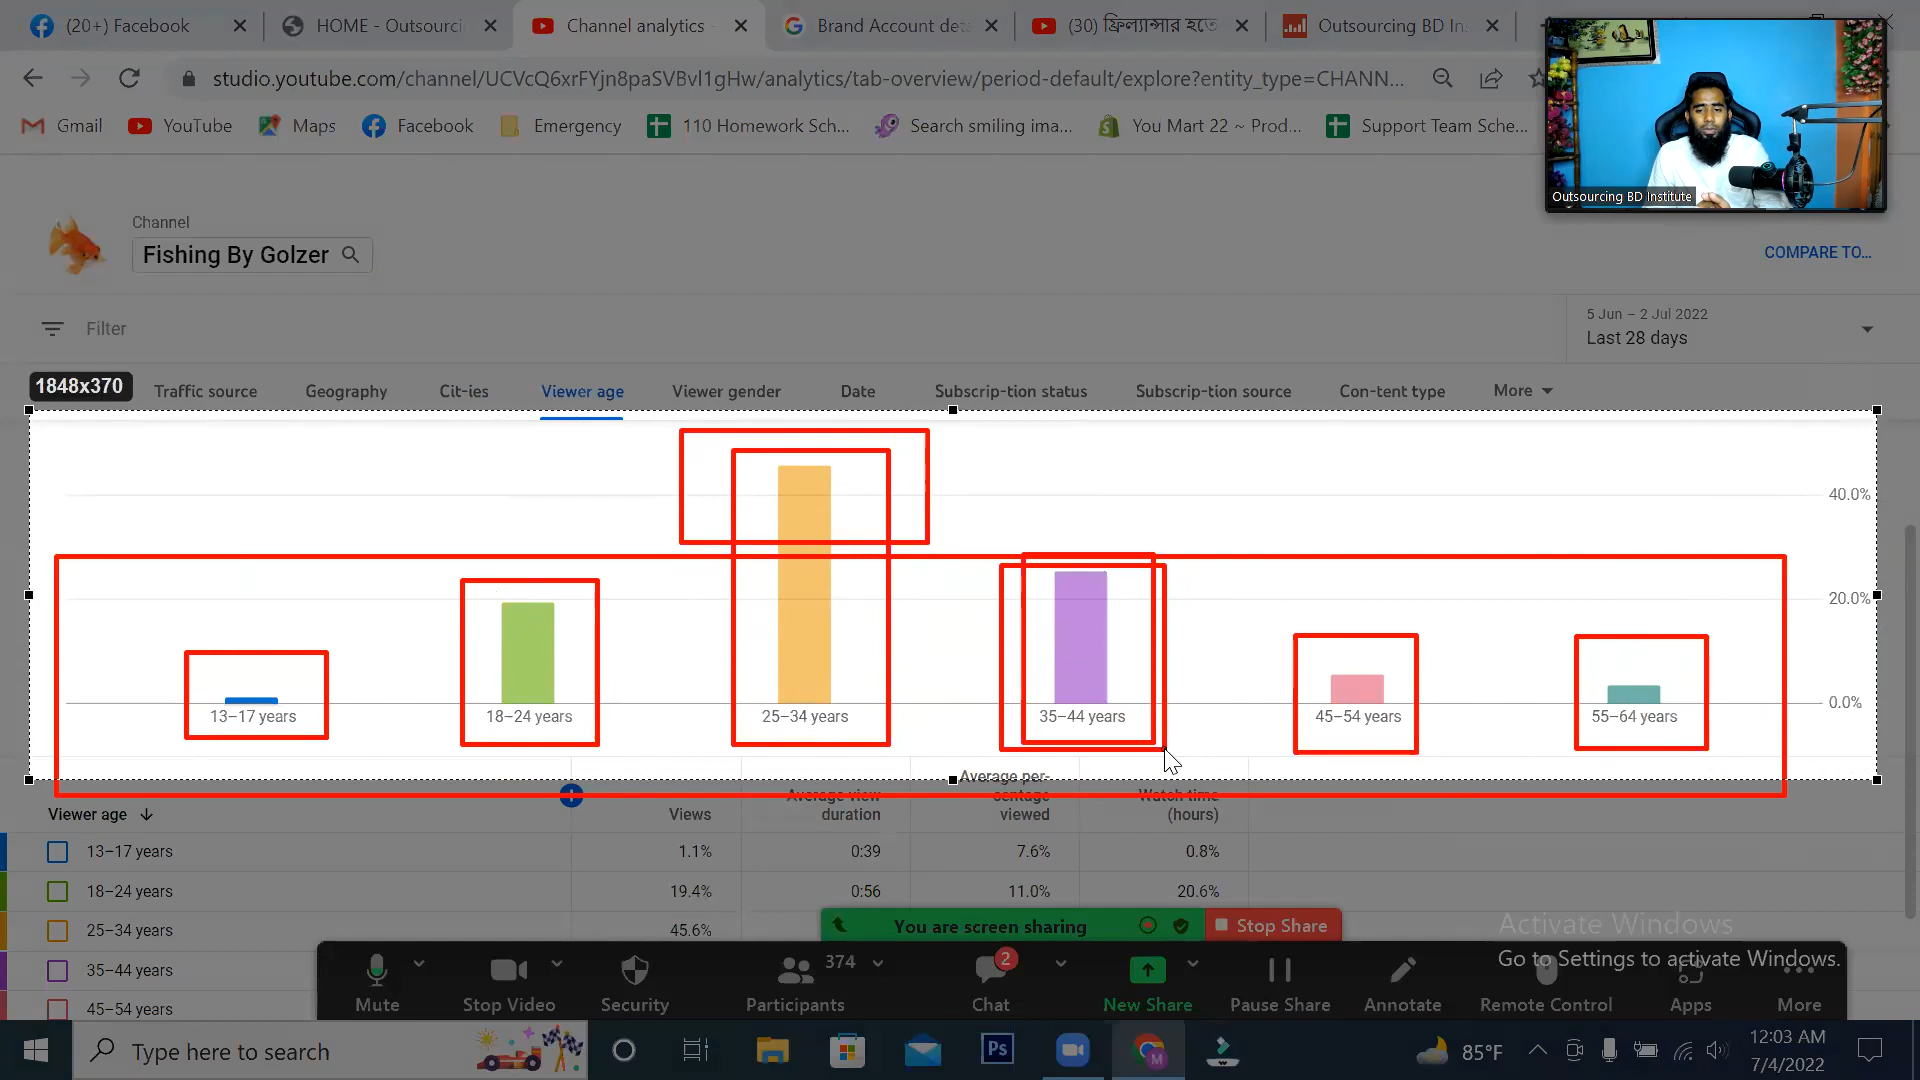 (20+) Facebook
HOME - Outsourci
Channel analytics -
Brand Account deta
(30) ফ্রিল্যান্সার হতে
Outsourcing BD Ins
studio.youtube.com/channel/UCVcQ6xrFYjn8paSVBvl1gHw/analytics/tab-overview/period-default/explore?entity_type=CHANN...
Gmail
YouTube
Maps
Facebook
Emergency
110 Homework Sch...
Search smiling ima...
You Mart 22 ~ Prod...
Support Team Sche...
Outsourcing BD Institute
Channel
Fishing By Golzer
COMPARE TO...
Filter
5 Jun – 2 Jul 2022
Last 28 days
1848x370
Traffic source
Geography
Cit-ies
Viewer age
Viewer gender
Date
Subscrip-tion status
Subscrip-tion source
Con-tent type
More
40.0%
20.0%
0.0%
13–17 years
18–24 years
25–34 years
35–44 years
45–54 years
55–64 years
Viewer age
Views
Average view
duration
Average per-
centage
viewed
Watch time
(hours)
13–17 years 1.1% 0:39 7.6% 0.8%
18–24 years 19.4% 0:56 11.0% 20.6%
25–34 years 45.6%
35–44 years
45–54 years
You are screen sharing
Stop Share
Activate Windows
Go to Settings to activate Windows.
374
2
Mute
Stop Video
Security
Participants
Chat
New Share
Pause Share
Annotate
Remote Control
Apps
More
Type here to search
Ps
M
85°F
12:03 AM
7/4/2022